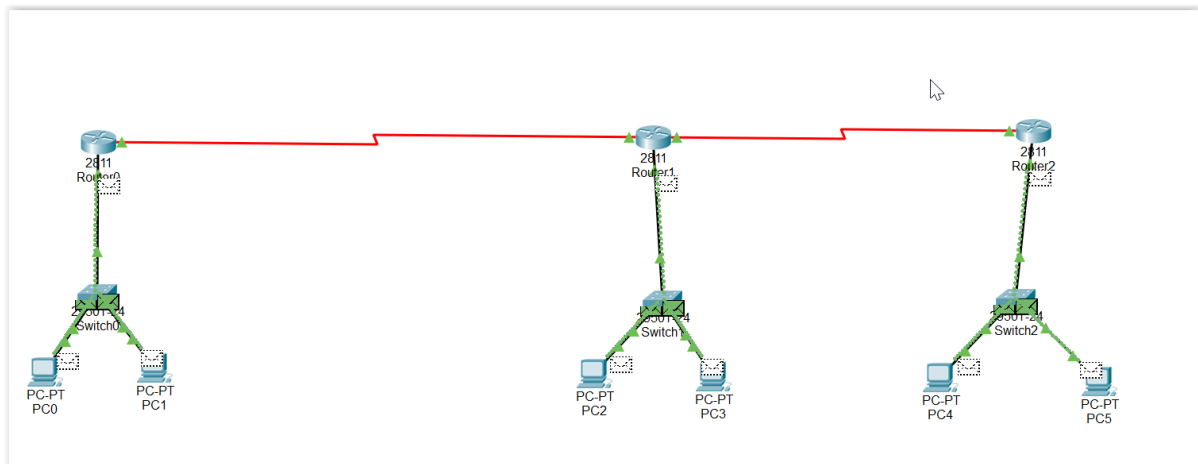 2811
Router0
2811
Router1
2811
Router2
Switch0
Switch1
Switch2
PC-PT
PC0
PC-PT
PC1
PC-PT
PC2
PC-PT
PC3
PC-PT
PC4
PC-PT
PC5